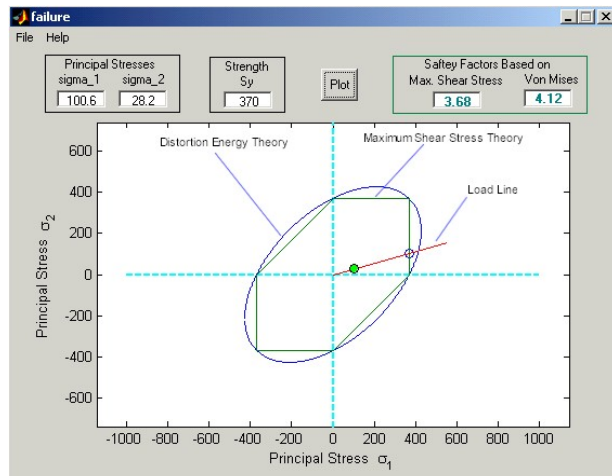 failure
File Help
Principal Stresses
sigma_1 sigma_2
100.6 28.2
Strength
Sy
370
Plot
Saftey Factors Based on
Max. Shear Stress Von Mises
3.68 4.12
Distortion Energy Theory
Maximum Shear Stress Theory
Load Line
600
400
200
0
-200
-400
-600
Principal Stress σ2
-1000 -800 -600 -400 -200 0 200 400 600 800 1000
Principal Stress σ1